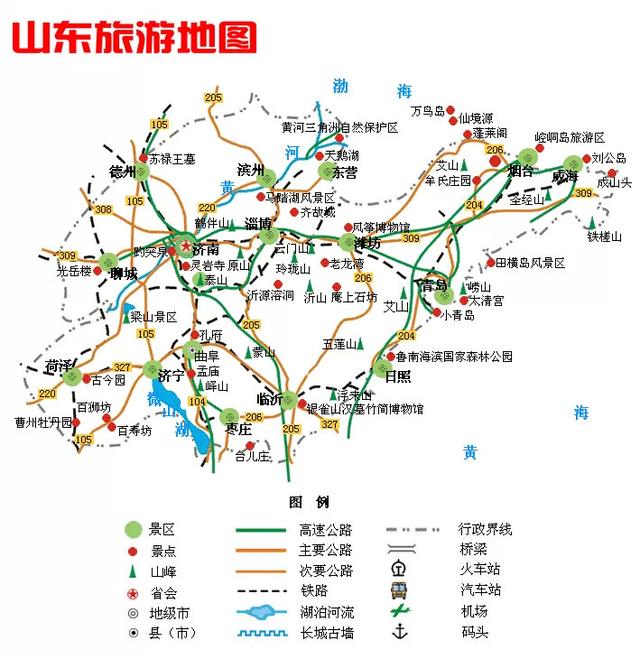 山东旅游地图
渤 海
205
万鸟岛
仙境源
105
黄河三角洲自然保护区
蓬莱阁
崆峒岛旅游区
206
苏禄王墓
河
天鹅湖
艾山
烟台
刘公岛
德州
滨州
东营
牟氏庄园
威海
成山头
黄
马踏湖风景区
圣经山
105
308
220
204
309
鹤伴山
淄博
齐故城
风筝博物馆
铁槎山
309
趵突泉
济南
云门山
潍坊
309
光岳楼
聊城
灵岩寺
原山
玲珑山
老龙湾
田横岛风景区
泰山
206
青岛
崂山
沂源溶洞
沂山
庵上石坊
艾山
太清宫
梁山景区
小青岛
105
孔府
205
204
五莲山
曲阜
蒙山
鲁南海滨国家森林公园
菏泽
327
济宁
孟庙
日照
古今园
峄山
220
微山湖
104
临沂
浮来山
百狮坊
银雀山汉墓竹简博物馆
海
曹州牡丹园
枣庄
206
百寿坊
327
105
205
台儿庄
黄
图 例
景区
高速公路
行政界线
景点
主要公路
桥梁
山峰
次要公路
火车站
省会
铁路
汽车站
地级市
湖泊河流
机场
县（市）
长城古墙
码头